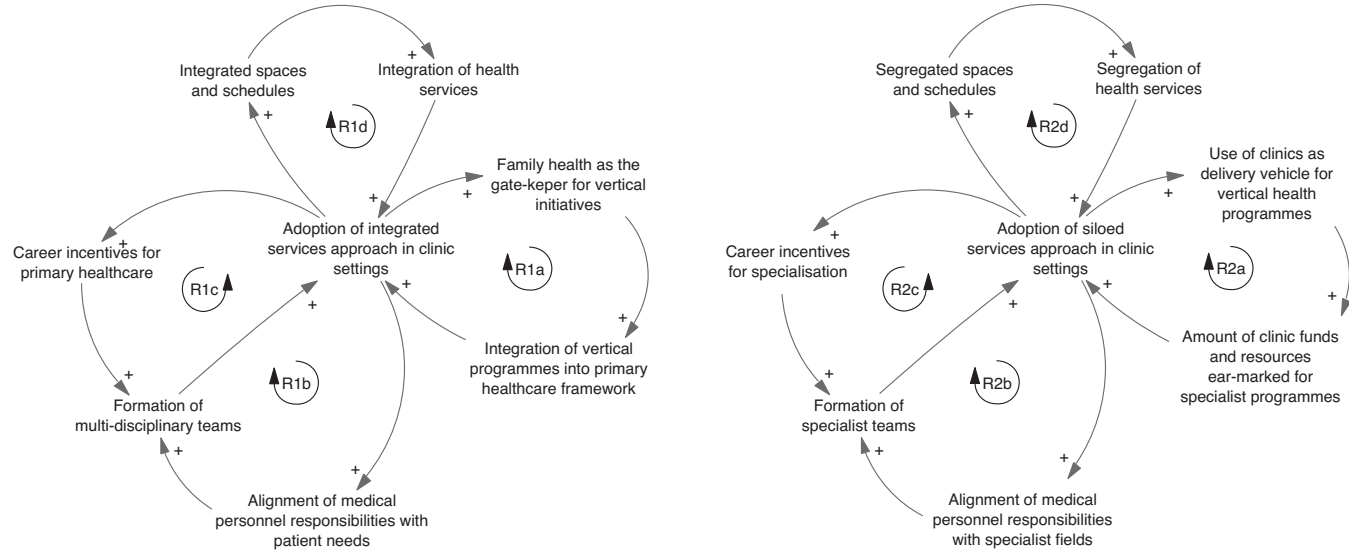 Integrated spaces
and schedules
+
+
Integration of health
services
R1d
+
Family health as the
gate-keper for vertical
initiatives
+
Adoption of integrated
services approach in clinic
settings
+
Career incentives for
primary healthcare
R1c
R1a
+
+
+
Integration of vertical
programmes into primary
healthcare framework
R1b
+
Formation of
multi-disciplinary teams
+
+
Alignment of medical
personnel responsibilities with
patient needs
Segregated spaces
and schedules
+
+
Segregation of
health services
R2d
+
Use of clinics as
delivery vehicle for
vertical health
programmes
+
Adoption of siloed
services approach in clinic
settings
+
Career incentives
for specialisation
R2c
R2a
+
+
+
Amount of clinic funds
and resources
ear-marked for
specialist programmes
R2b
+
Formation of
specialist teams
+
+
Alignment of medical
personnel responsibilities
with specialist fields